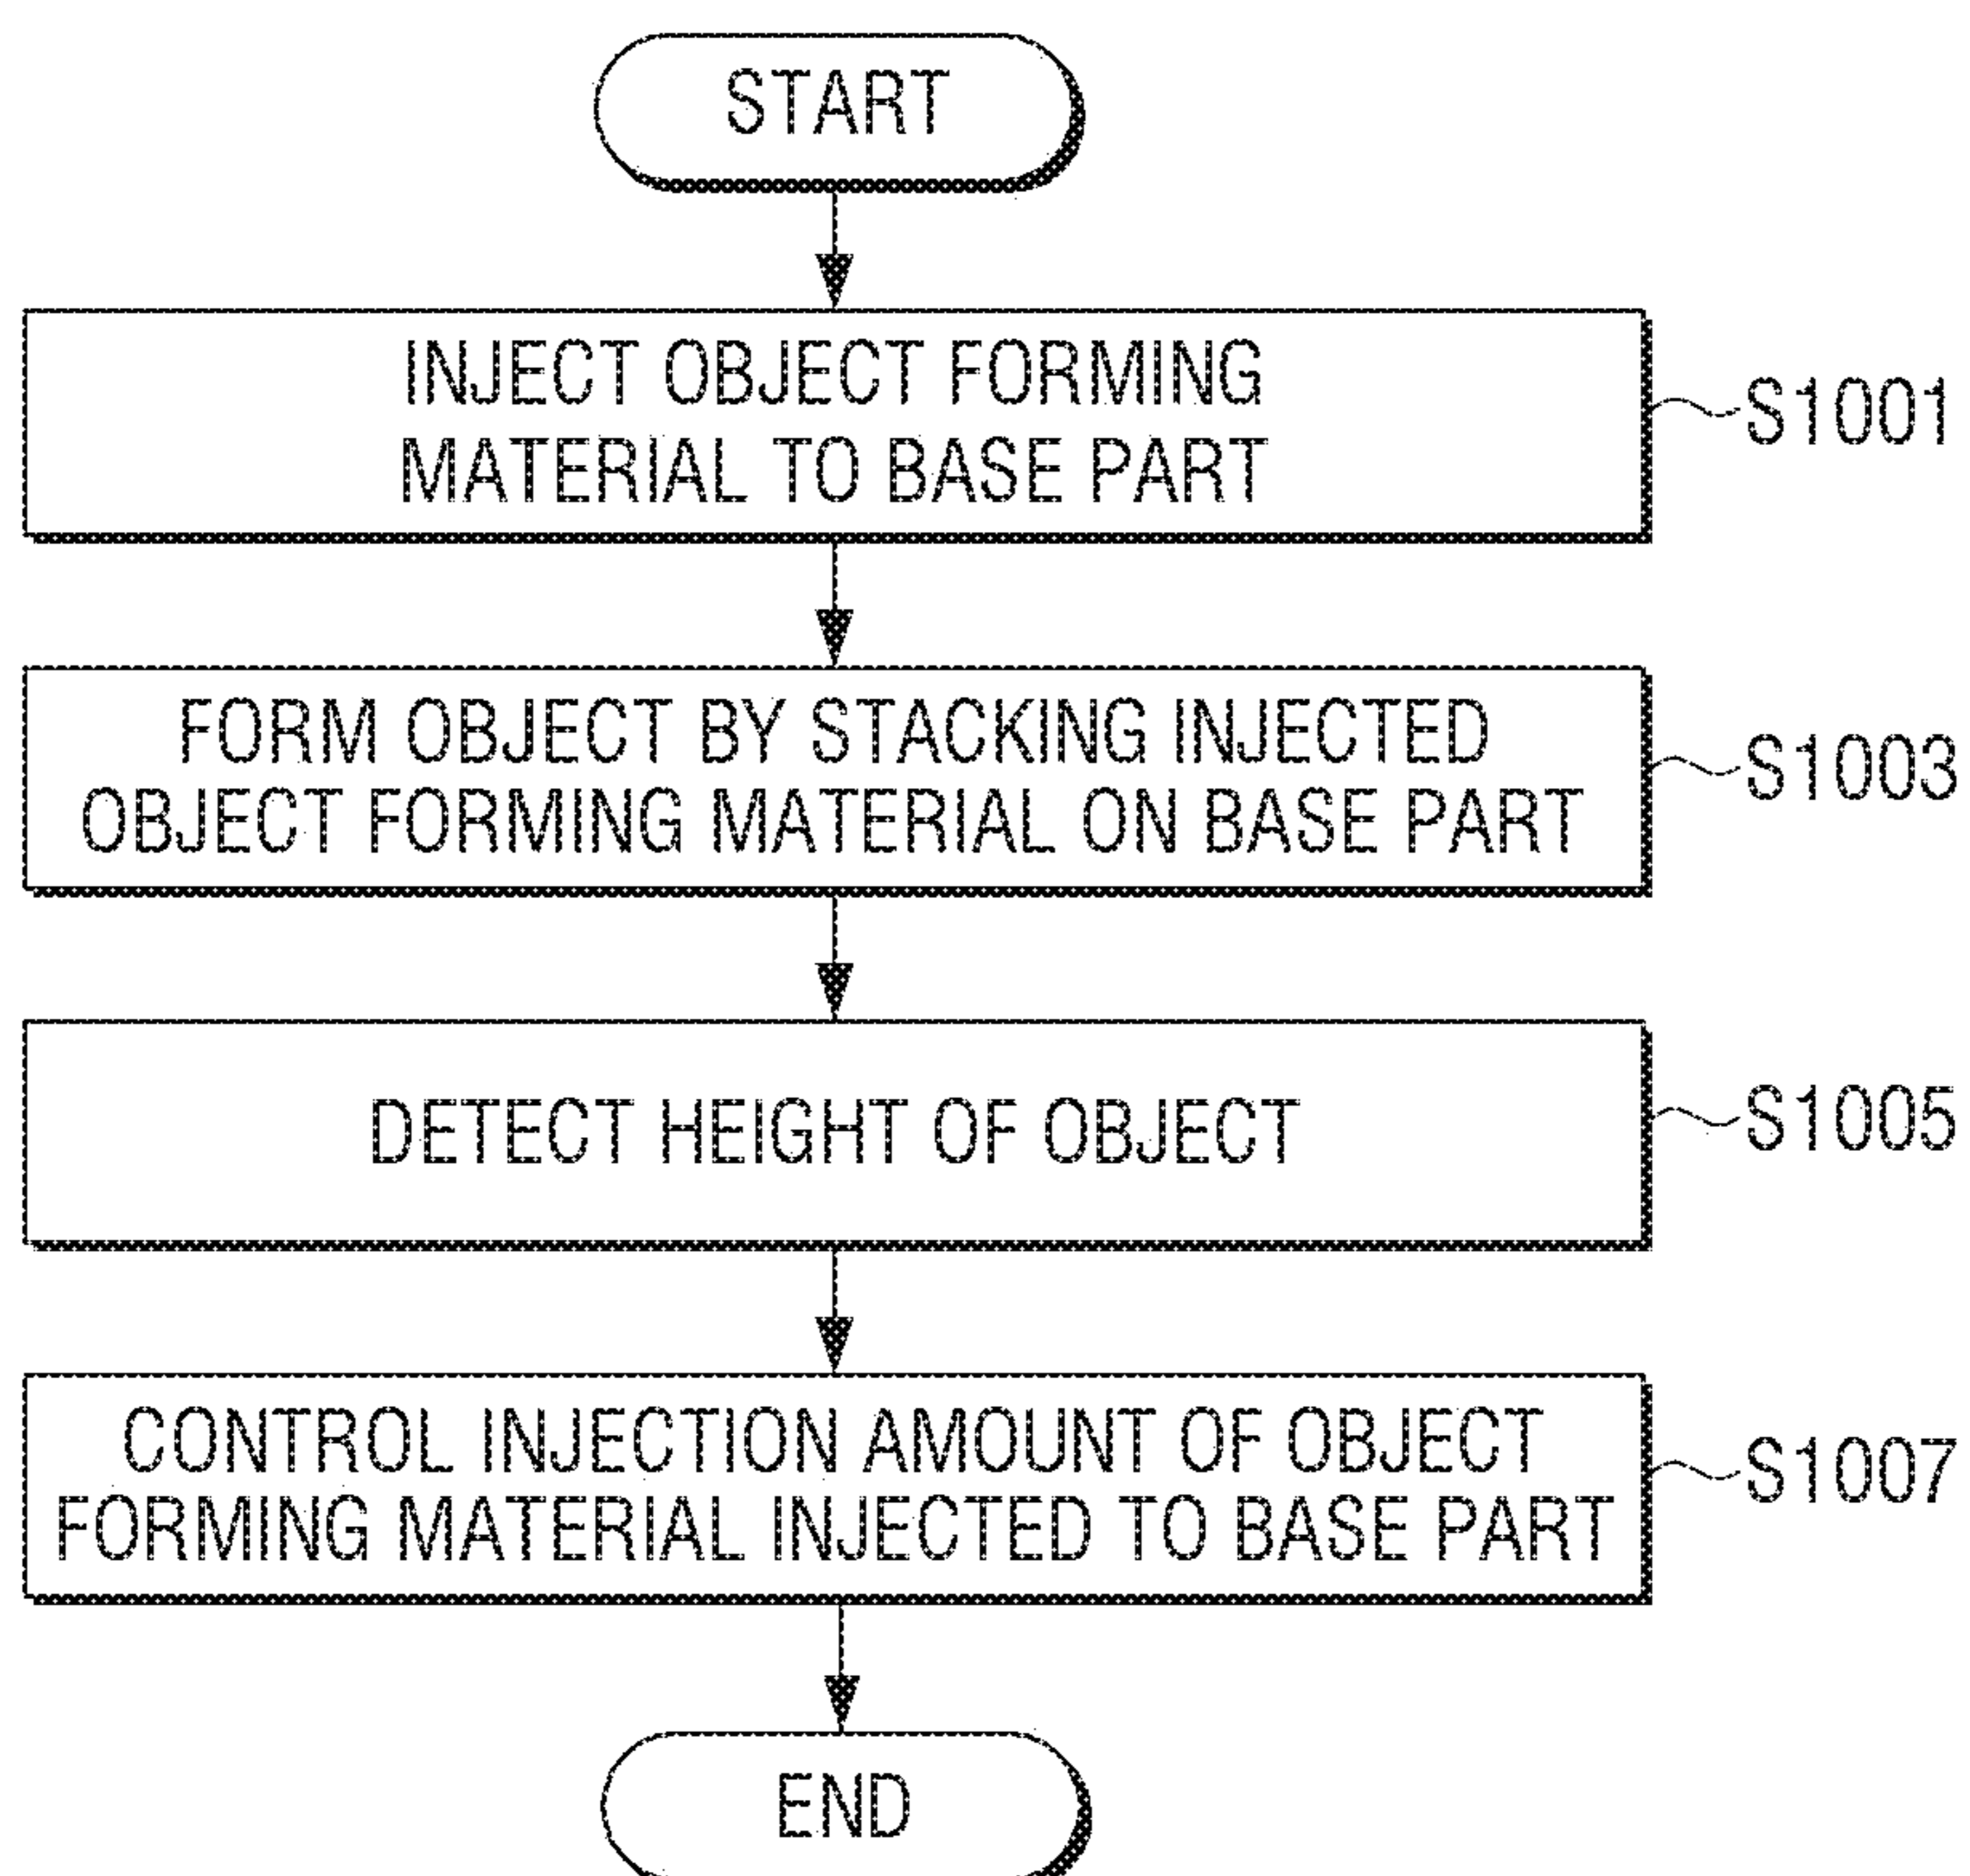 START
INJECT OBJECT FORMING
MATERIAL TO BASE PART
S1001
FORM OBJECT BY STACKING INJECTED
OBJECT FORMING MATERIAL ON BASE PART
S1003
DETECT HEIGHT OF OBJECT
S1005
CONTROL INJECTION AMOUNT OF OBJECT
FORMING MATERIAL INJECTED TO BASE PART
S1007
END